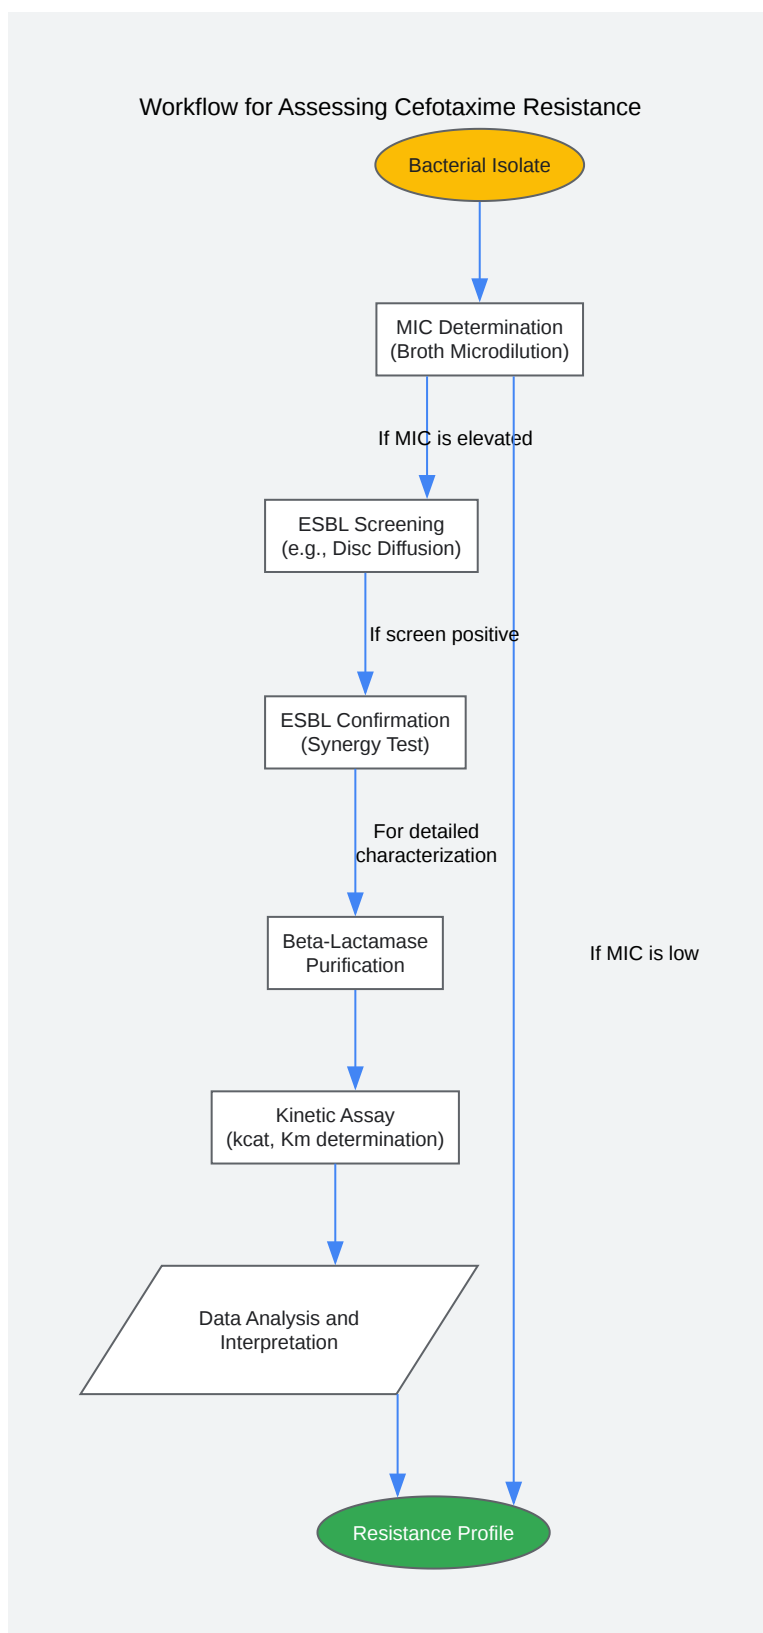 Workflow for Assessing Cefotaxime Resistance
Bacterial Isolate
MIC Determination
(Broth Microdilution)
If MIC is elevated
ESBL Screening
(e.g., Disc Diffusion)
If screen positive
ESBL Confirmation
(Synergy Test)
For detailed
characterization
Beta-Lactamase
Purification
If MIC is low
Kinetic Assay
(kcat, Km determination)
Data Analysis and
Interpretation
Resistance Profile